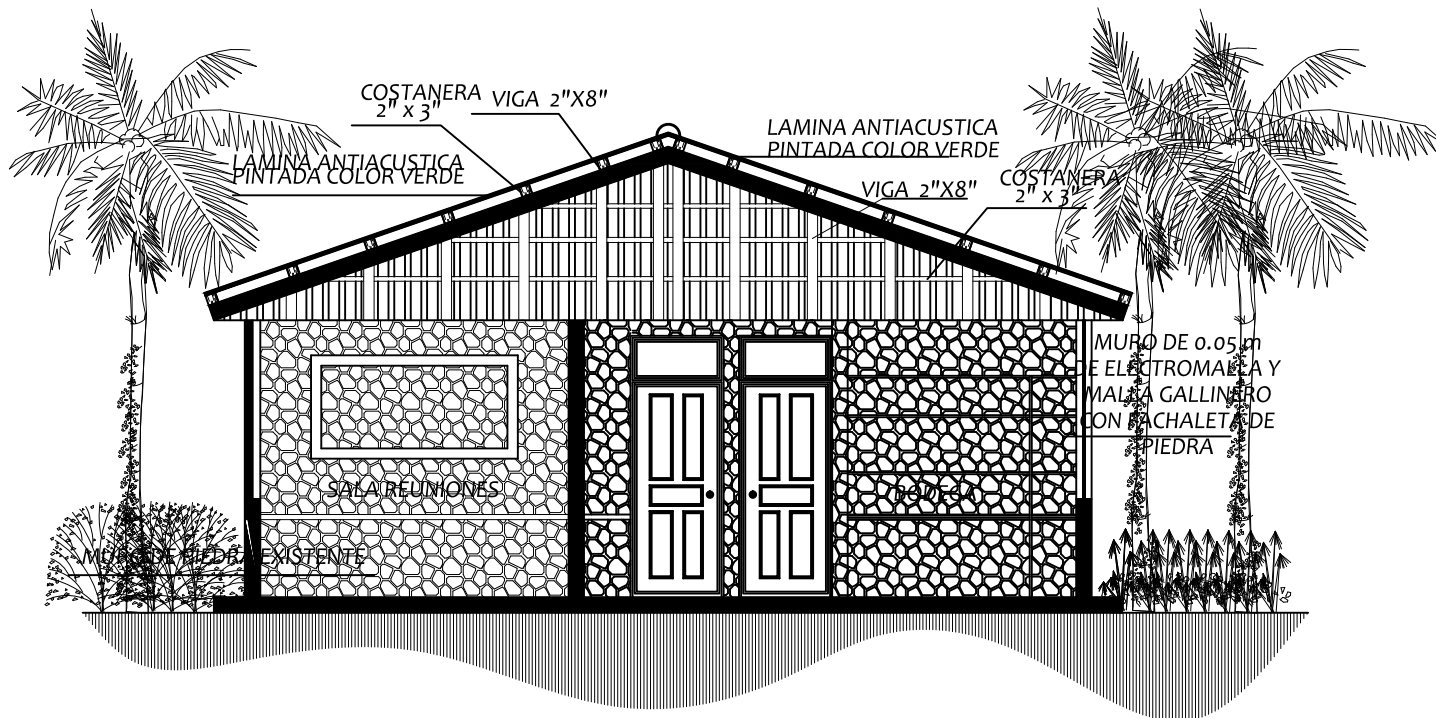 COSTANERA
2" x 3"
VIGA 2"X8"
LAMINA ANTIACUSTICA
PINTADA COLOR VERDE
LAMINA ANTIACUSTICA
PINTADA COLOR VERDE
VIGA 2"X8"
COSTANERA
2" x 3"
MURO DE 0.05 m
DE ELECTROMALLA Y
MALLA GALLINERO
CON FACHALETA DE
PIEDRA
SALA REUNIONES
BODEGA
MURO DE PIEDRA EXISTENTE